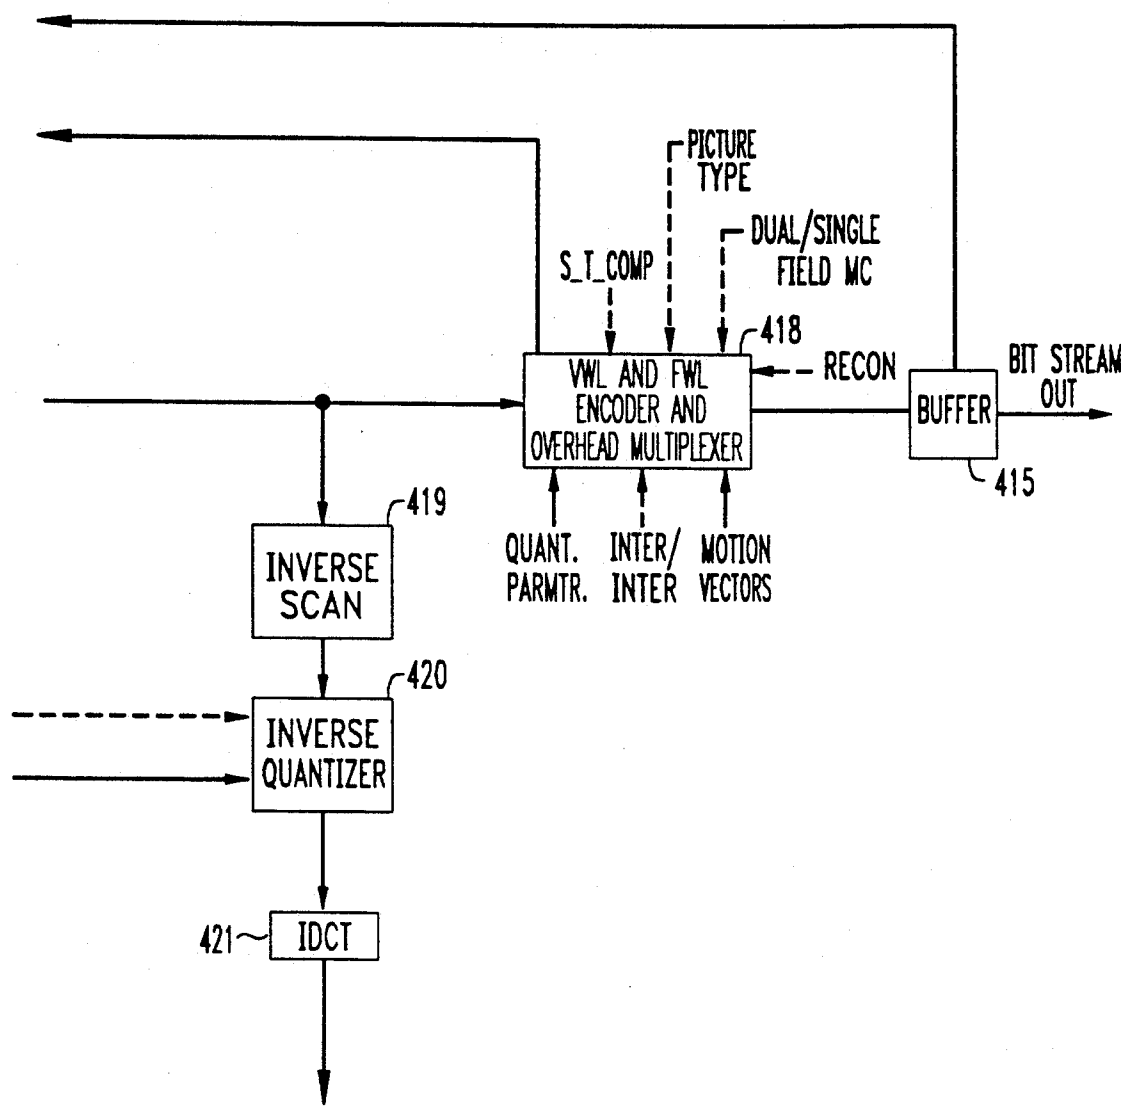 PICTURE
TYPE
DUAL/SINGLE
FIELD MC
S_T_COMP
418
VWL AND FWL
ENCODER AND
OVERHEAD MULTIPLEXER
RECON
BUFFER
415
BIT STREAM
OUT
QUANT.
PARMTR.
INTER/
INTER
MOTION
VECTORS
419
INVERSE
SCAN
420
INVERSE
QUANTIZER
421
IDCT